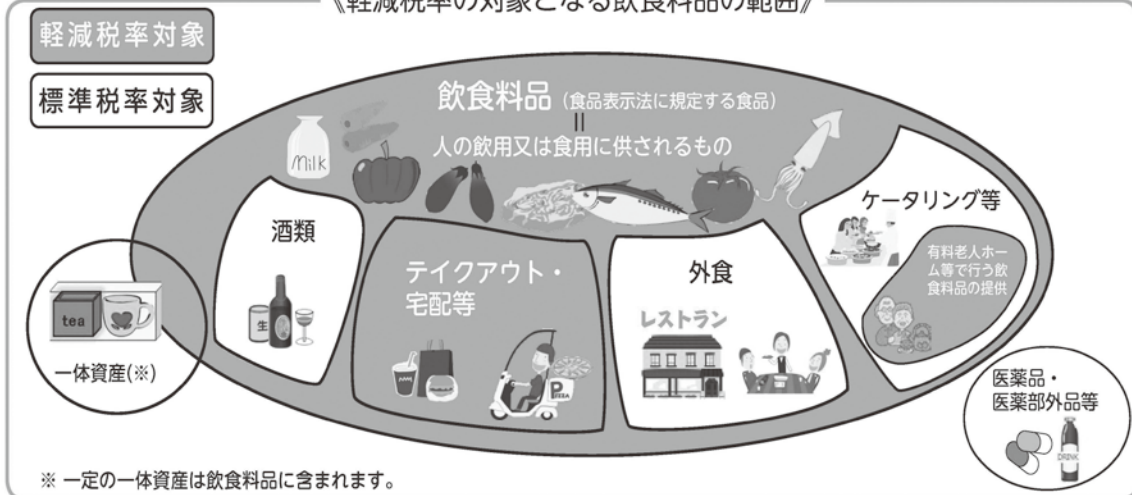 《軽減税率の対象となる飲食料品の範囲》
軽減税率対象
標準税率対象
飲食料品(食品表示法に規定する食品)
||
人の飲用又は食用に供されるもの
Milk
酒類
生
テイクアウト・
宅配等
外食
レストラン
ケータリング等
有料老人ホー
ム等で行う飲
食料品の提供
tea
一体資産(※)
医薬品・
医薬部外品等
DRINK
※ 一定の一体資産は飲食料品に含まれます。